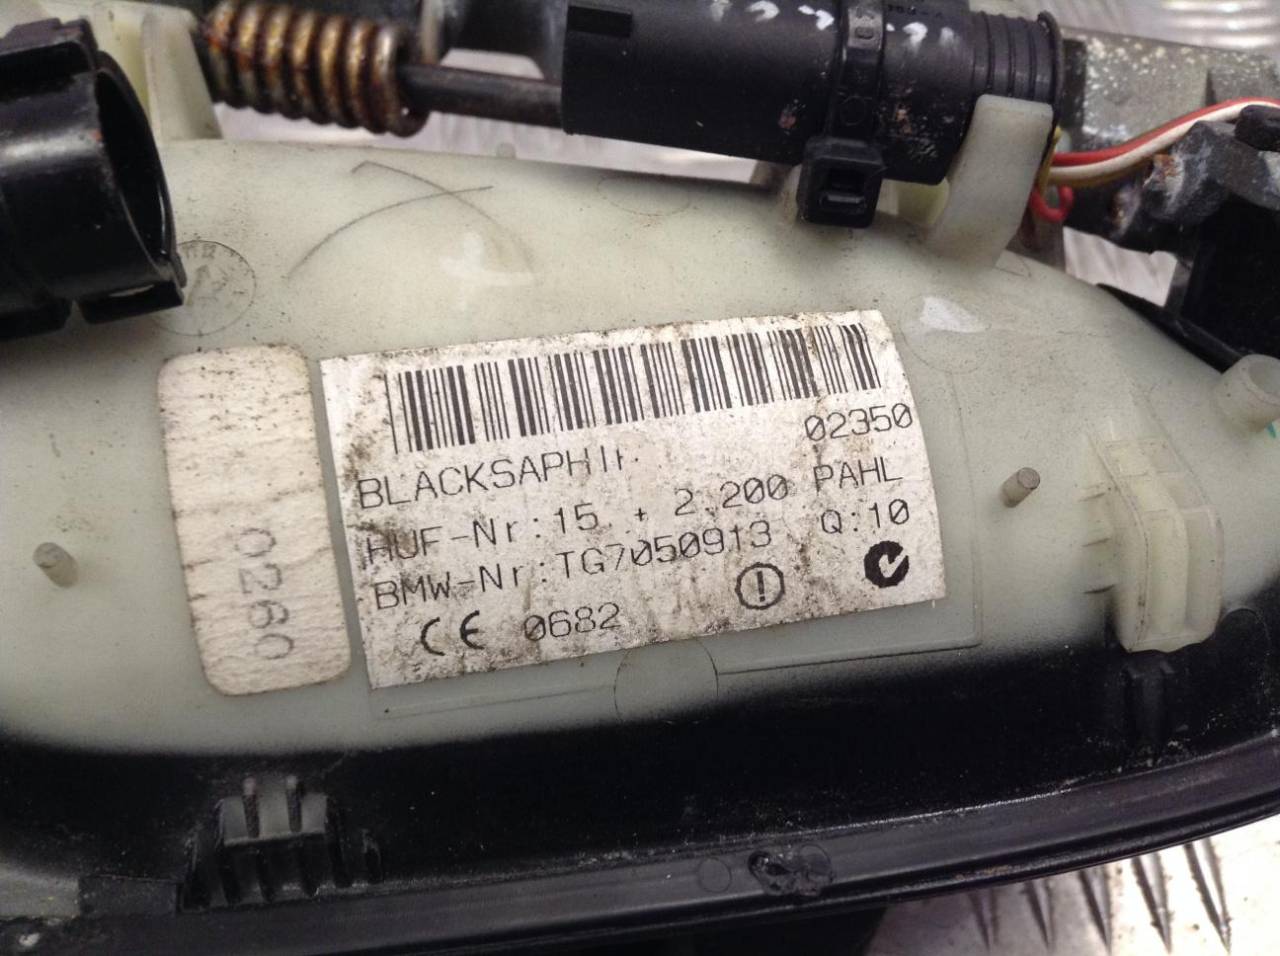 02350
BLACKSAPHIR
HUF-Nr:15 + 2.200 PAHL
BMW-Nr:TG7050913 Q:10
CE 0682
0260